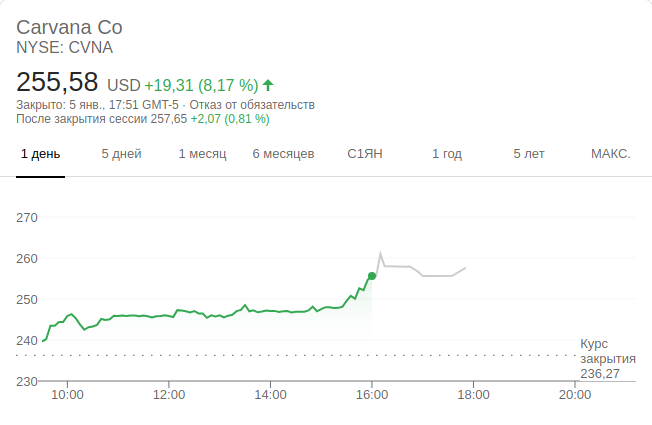 Carvana Co
NYSE: CVNA
255,58 USD +19,31 (8,17 %)
Закрыто: 5 янв., 17:51 GMT-5 · Отказ от обязательств
После закрытия сессии 257,65 +2,07 (0,81 %)
1 день 5 дней 1 месяц 6 месяцев С1ЯН 1 год 5 лет МАКС.
270
260
250
240
230
Курс
закрытия
236,27
10:00 12:00 14:00 16:00 18:00 20:00